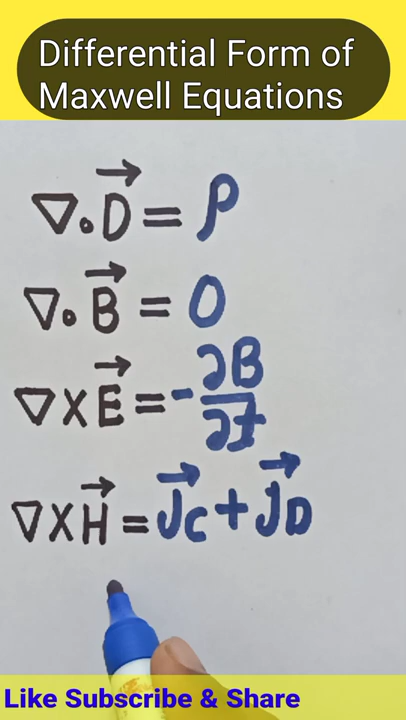 Differential Form of
Maxwell Equations
∇·D⃗ = ρ
∇·B⃗ = 0
∇×E⃗ = -∂B/∂t
∇×H⃗ = J⃗c + J⃗D
Like Subscribe & Share